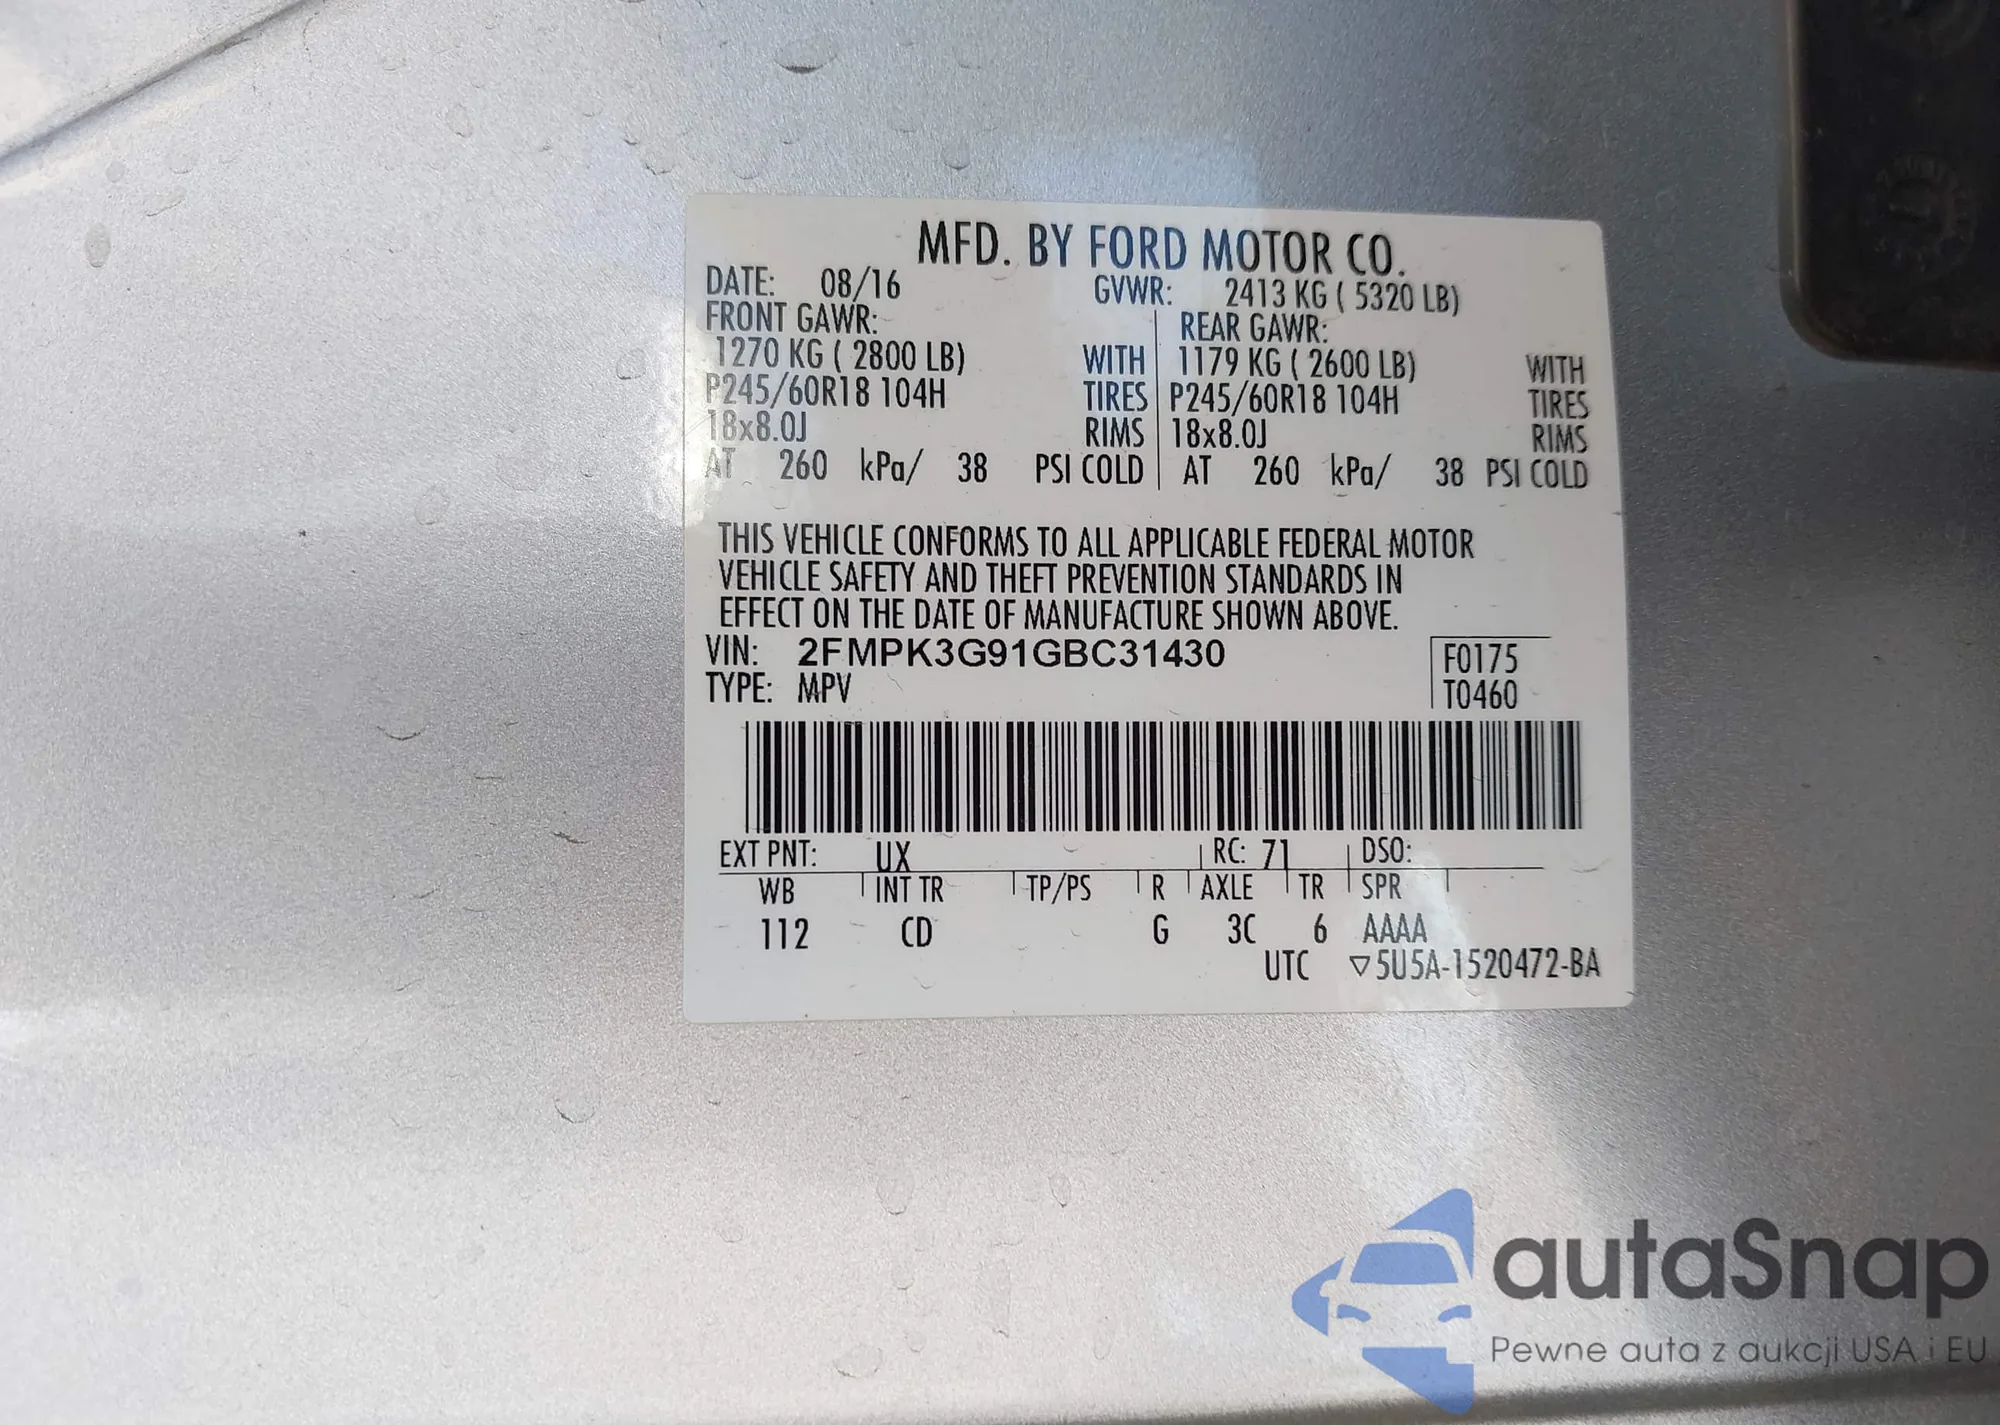 MFD. BY FORD MOTOR CO.
DATE: 08/16 GVWR: 2413 KG ( 5320 LB)
FRONT GAWR: REAR GAWR:
1270 KG ( 2800 LB) WITH 1179 KG ( 2600 LB) WITH
P245/60R18 104H TIRES P245/60R18 104H TIRES
18x8.0J RIMS 18x8.0J RIMS
AT 260 kPa/ 38 PSI COLD AT 260 kPa/ 38 PSI COLD
THIS VEHICLE CONFORMS TO ALL APPLICABLE FEDERAL MOTOR
VEHICLE SAFETY AND THEFT PREVENTION STANDARDS IN
EFFECT ON THE DATE OF MANUFACTURE SHOWN ABOVE.
VIN: 2FMPK3G91GBC31430 F0175
TYPE: MPV T0460
EXT PNT: UX RC: 71 DSO:
WB INT TR TP/PS R AXLE TR SPR
112 CD G 3C 6 AAAA
UTC ▽5U5A-1520472-BA
autaSnap
Pewne auta z aukcji USA i EU